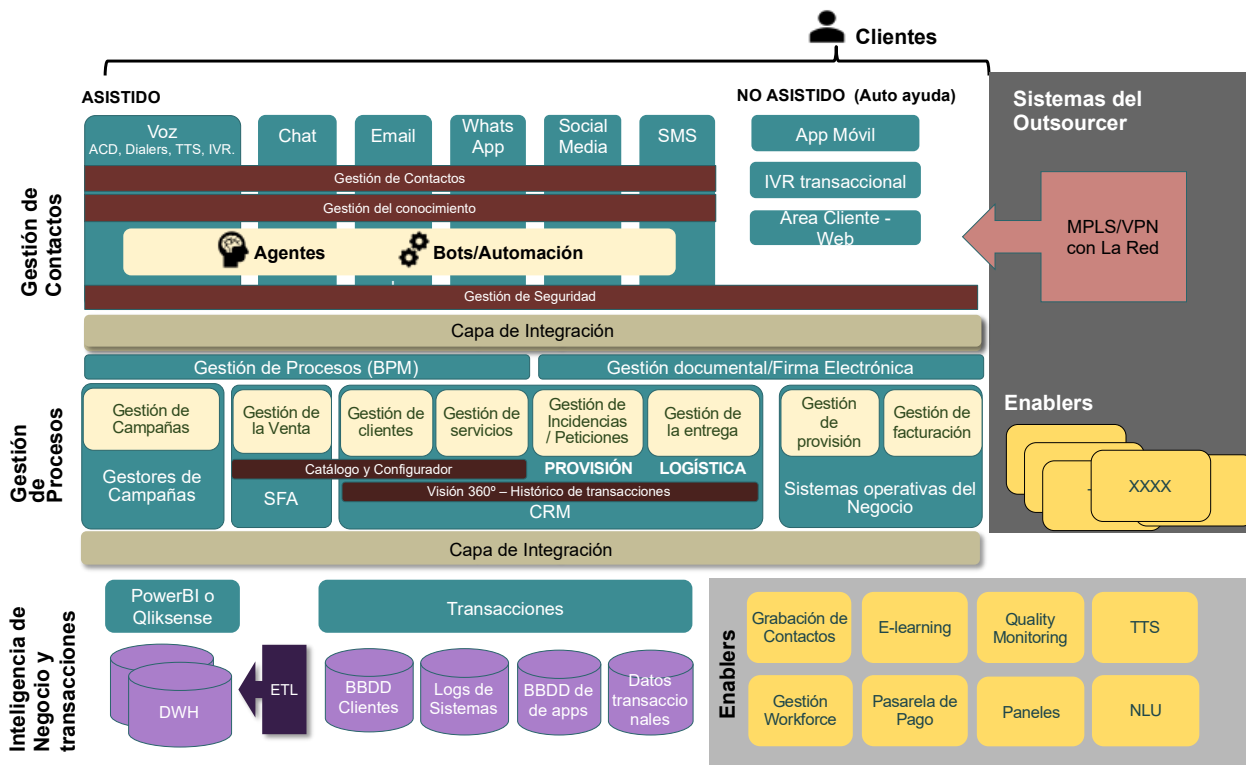 Clientes
ASISTIDO
NO ASISTIDO (Auto ayuda)
Sistemas del
Outsourcer
Gestión de
Contactos
Voz
ACD, Dialers, TTS, IVR.
Chat
Email
Whats
App
Social
Media
SMS
App Móvil
IVR transaccional
Area Cliente -
Web
Gestión de Contactos
Gestión del conocimiento
Agentes
Bots/Automación
Gestión de Seguridad
MPLS/VPN
con La Red
Capa de Integración
Gestión de Procesos (BPM)
Gestión documental/Firma Electrónica
Gestión
de
Procesos
Gestión de
Campañas
Gestores de
Campañas
Gestión de
la Venta
Gestión de
clientes
Gestión de
servicios
Gestión de
Incidencias
/ Peticiones
Gestión de
la entrega
Gestión
de
provisión
Gestión de
facturación
Catálogo y Configurador
PROVISIÓN
LOGÍSTICA
SFA
Visión 360º – Histórico de transacciones
CRM
Sistemas operativas del
Negocio
Enablers
XXXX
Capa de Integración
Inteligencia de
Negocio y
transacciones
PowerBI o
Qliksense
Transacciones
DWH
ETL
BBDD
Clientes
Logs de
Sistemas
BBDD de
de apps
Datos
transaccio
nales
Enablers
Grabación de
Contactos
E-learning
Quality
Monitoring
TTS
Gestión
Workforce
Pasarela de
Pago
Paneles
NLU